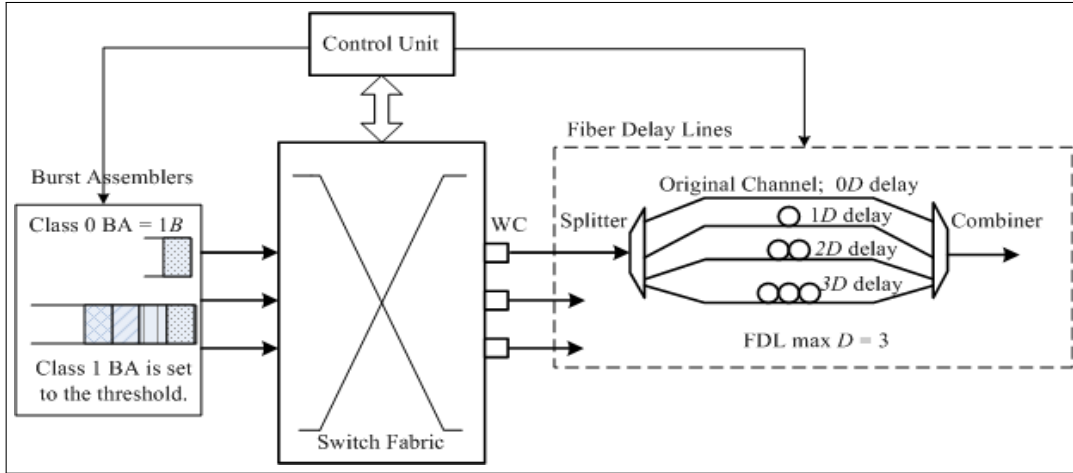 Control Unit
Fiber Delay Lines
Burst Assemblers
Class 0 BA = 1B
Class 1 BA is set
to the threshold.
Switch Fabric
WC
Splitter
Original Channel; 0D delay
1D delay
2D delay
3D delay
Combiner
FDL max D = 3